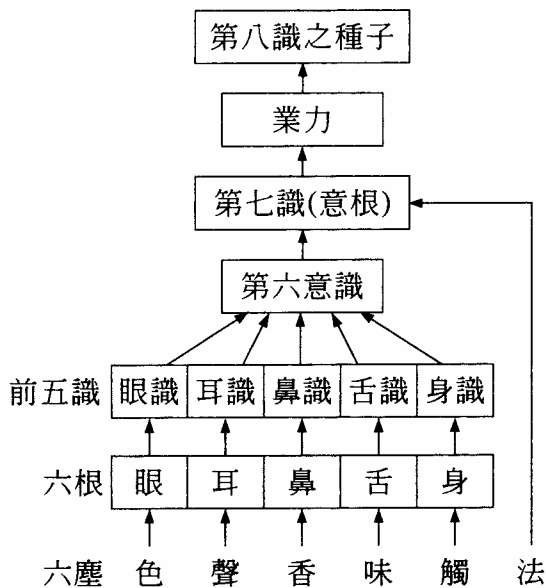 第八識之種子
業力
第七識(意根)
第六意識
前五識 眼識 耳識 鼻識 舌識 身識
六根 眼 耳 鼻 舌 身
六塵 色 聲 香 味 觸 法